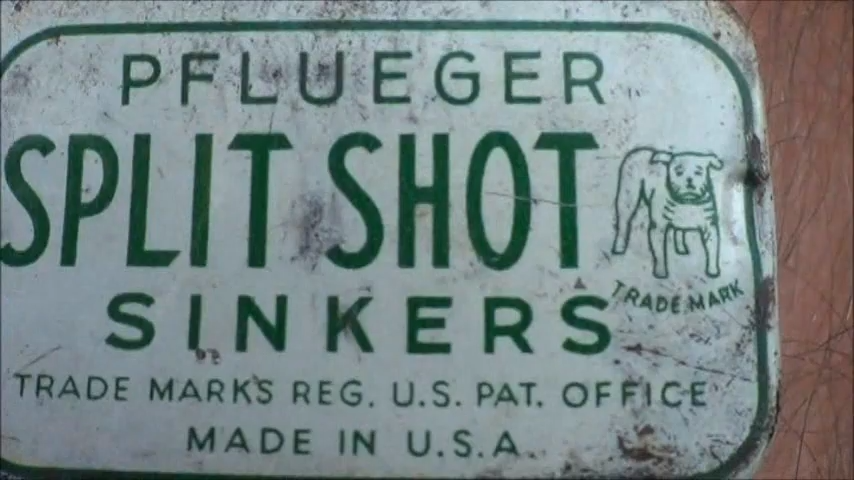 PFLUEGER
SPLIT SHOT
SINKERS
TRADE MARK
TRADE MARKS REG. U.S. PAT. OFFICE
MADE IN U.S.A.